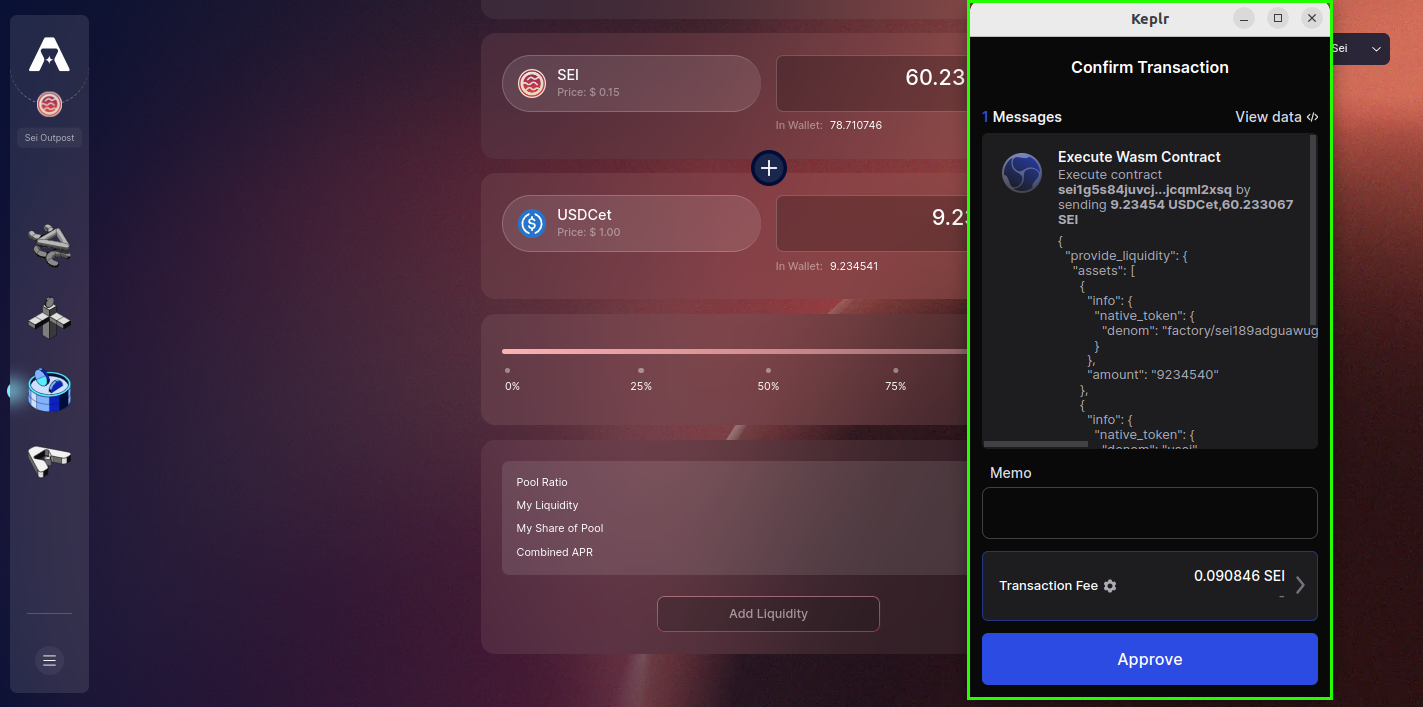 Sei Outpost
SEI
Price: $ 0.15
60.23
In Wallet: 78.710746
USDCet
Price: $ 1.00
In Wallet: 9.234541
0%
25%
50%
75%
Pool Ratio
My Liquidity
My Share of Pool
Combined APR
Add Liquidity
Keplr
Confirm Transaction
1 Messages
View data
Execute Wasm Contract
Execute contract
sei1g5s84juvcj...jcqml2xsq by
sending 9.23454 USDCet,60.233067
SEI
{
"provide_liquidity": {
"assets": [
{
"info": {
"native_token": {
"denom": "factory/sei189adguawug
}
},
"amount": "9234540"
},
{
"info": {
"native_token": {
Memo
Transaction Fee
0.090846 SEI
-
Approve
Sei